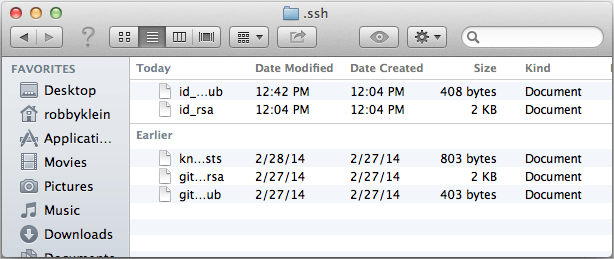 .ssh
FAVORITES
Desktop
robbyklein
Applicati...
Movies
Pictures
Music
Downloads
Documents
Today Date Modified Date Created Size Kind
id_...ub 12:42 PM 12:04 PM 408 bytes Document
id_rsa 12:04 PM 12:04 PM 2 KB Document
Earlier
kn...sts 2/28/14 2/27/14 803 bytes Document
git...rsa 2/27/14 2/27/14 2 KB Document
git...ub 2/27/14 2/27/14 403 bytes Document